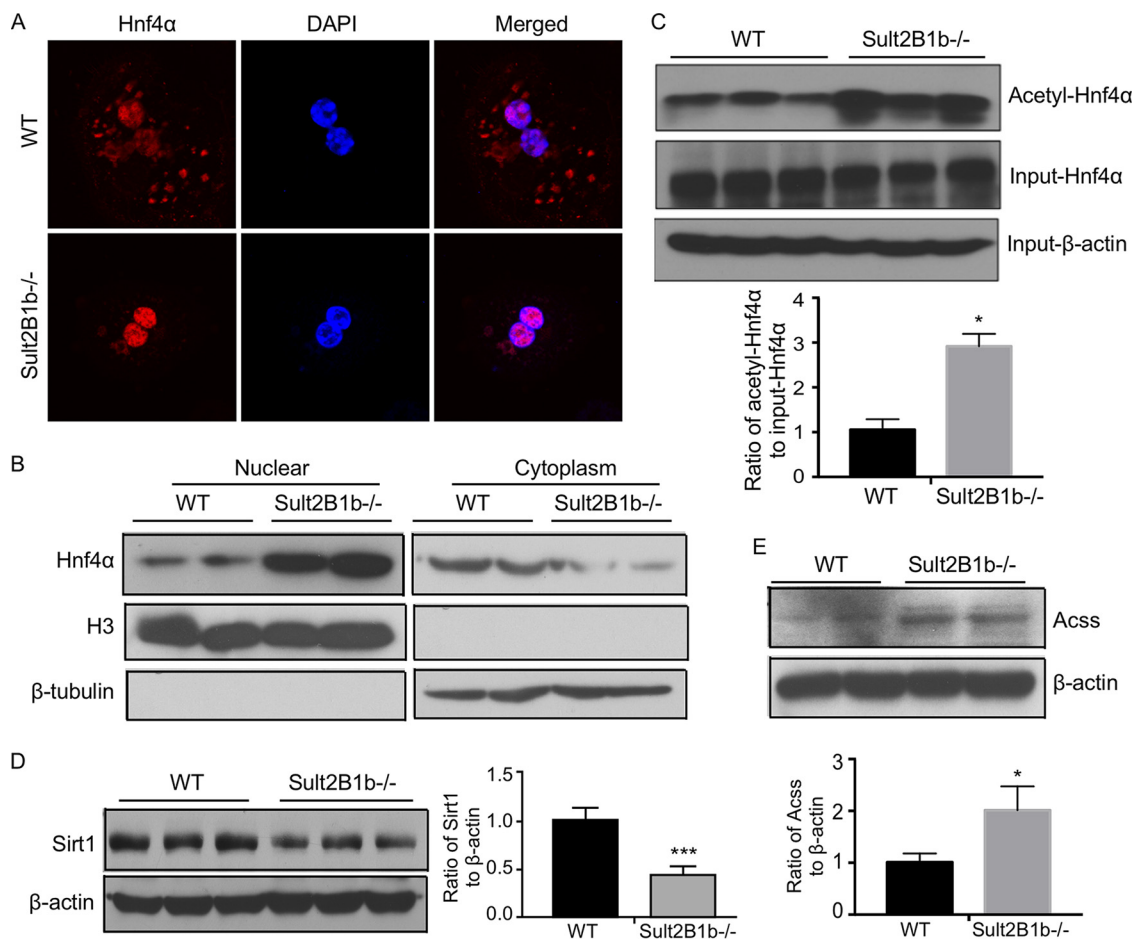 A
Hnf4α DAPI Merged
WT
Sult2B1b-/-
B
Nuclear Cytoplasm
WT Sult2B1b-/- WT Sult2B1b-/-
Hnf4α
H3
β-tubulin
C
WT Sult2B1b-/-
Acetyl-Hnf4α
Input-Hnf4α
Input-β-actin
Ratio of acetyl-Hnf4α
to input-Hnf4α
4
3
2
1
0
*
WT Sult2B1b-/-
D
WT Sult2B1b-/-
Sirt1
β-actin
Ratio of Sirt1
to β-actin
1.5
1.0
0.5
0.0
***
WT Sult2B1b-/-
E
WT Sult2B1b-/-
Acss
β-actin
Ratio of Acss
to β-actin
3
2
1
0
*
WT Sult2B1b-/-